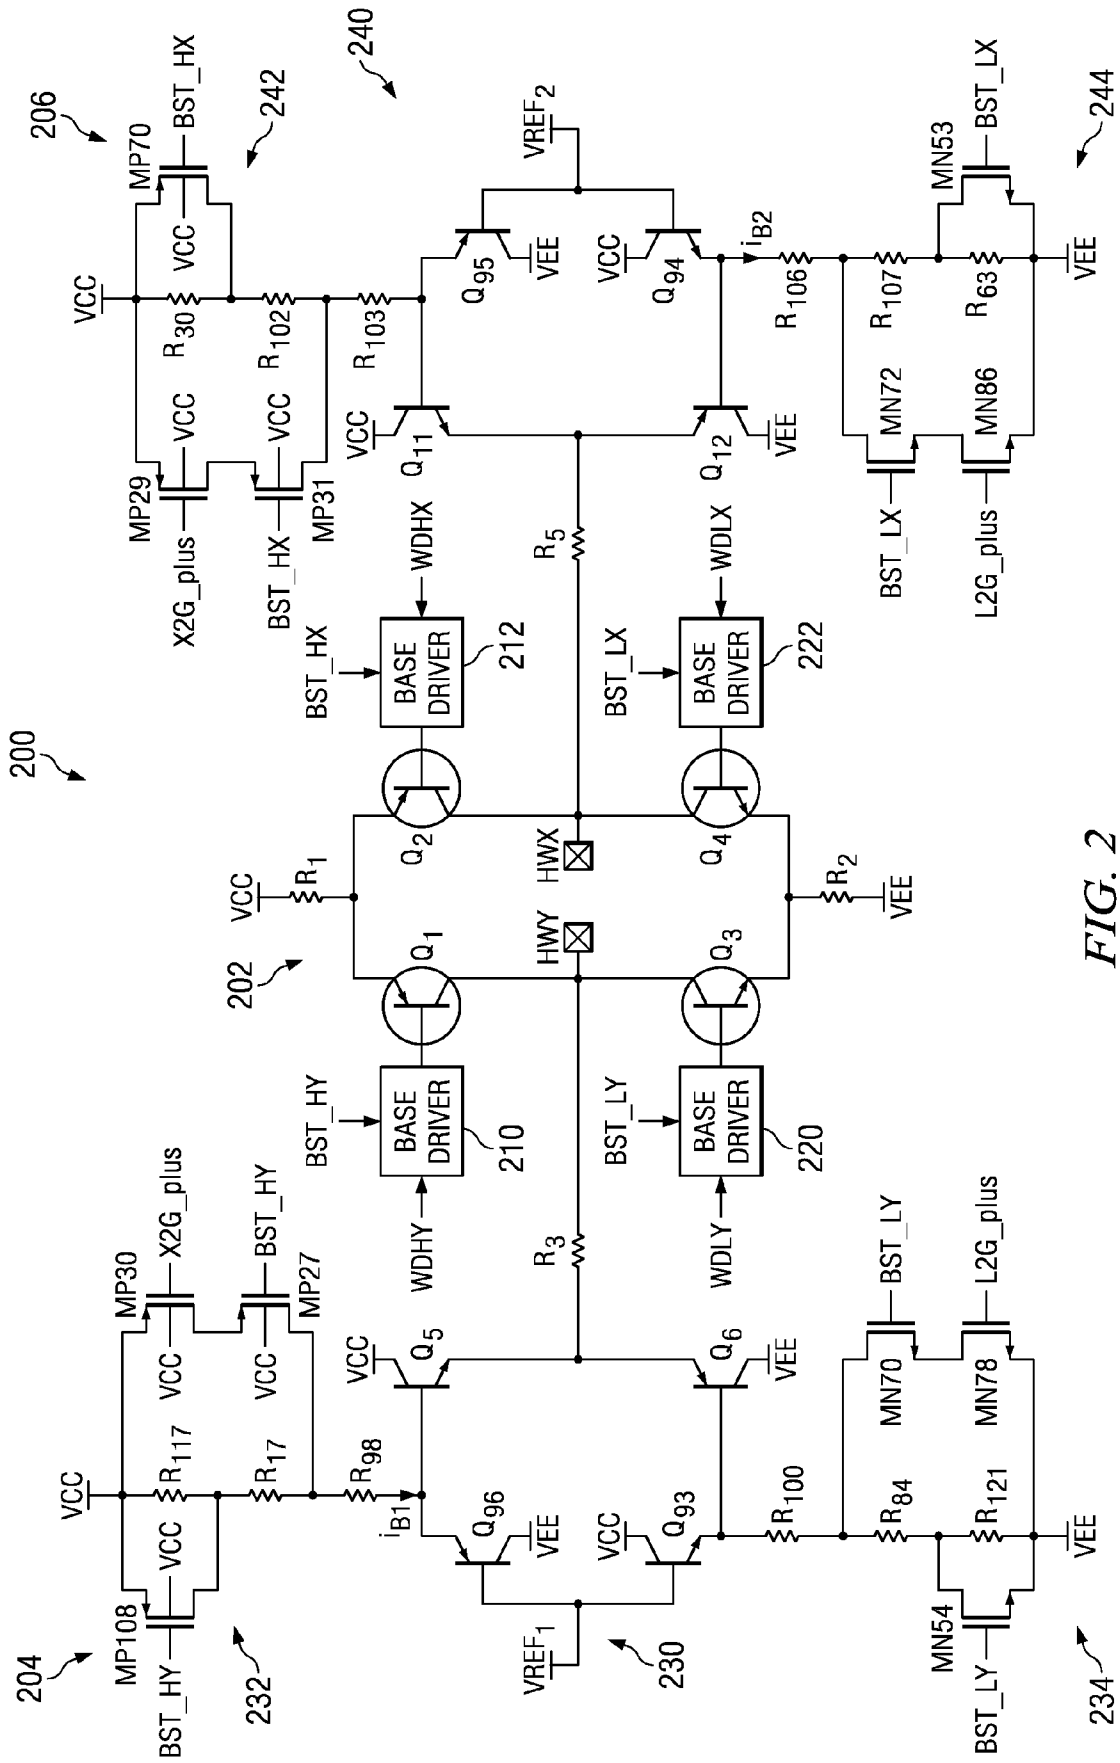 200
204
206
202
240
VCC
MP108
BST_HY
VCC
R117
R17
MP30
X2G_plus
VCC
MP27
BST_HY
VCC
232
R98
iB1
Q96
VEE
VREF1
230
VCC
Q93
VCC
Q5
Q6
VEE
R3
R100
R84
R121
MN54
BST_LY
234
VEE
MN70
BST_LY
MN78
L2G_plus
BST_HY
BASE
DRIVER
210
WDHY
BST_LY
BASE
DRIVER
220
WDLY
VCC
R1
Q1
Q2
HWY
HWX
Q3
Q4
R2
VEE
BST_HX
BASE
DRIVER
212
WDHX
BST_LX
BASE
DRIVER
222
WDLX
R5
VCC
MP29
X2G_plus
VCC
MP31
BST_HX
VCC
R30
R102
R103
MP70
BST_HX
VCC
242
VCC
Q11
Q12
VEE
Q95
VEE
VREF2
VCC
Q94
iB2
R106
R107
R63
MN72
BST_LX
MN86
L2G_plus
MN53
BST_LX
244
VEE
FIG. 2